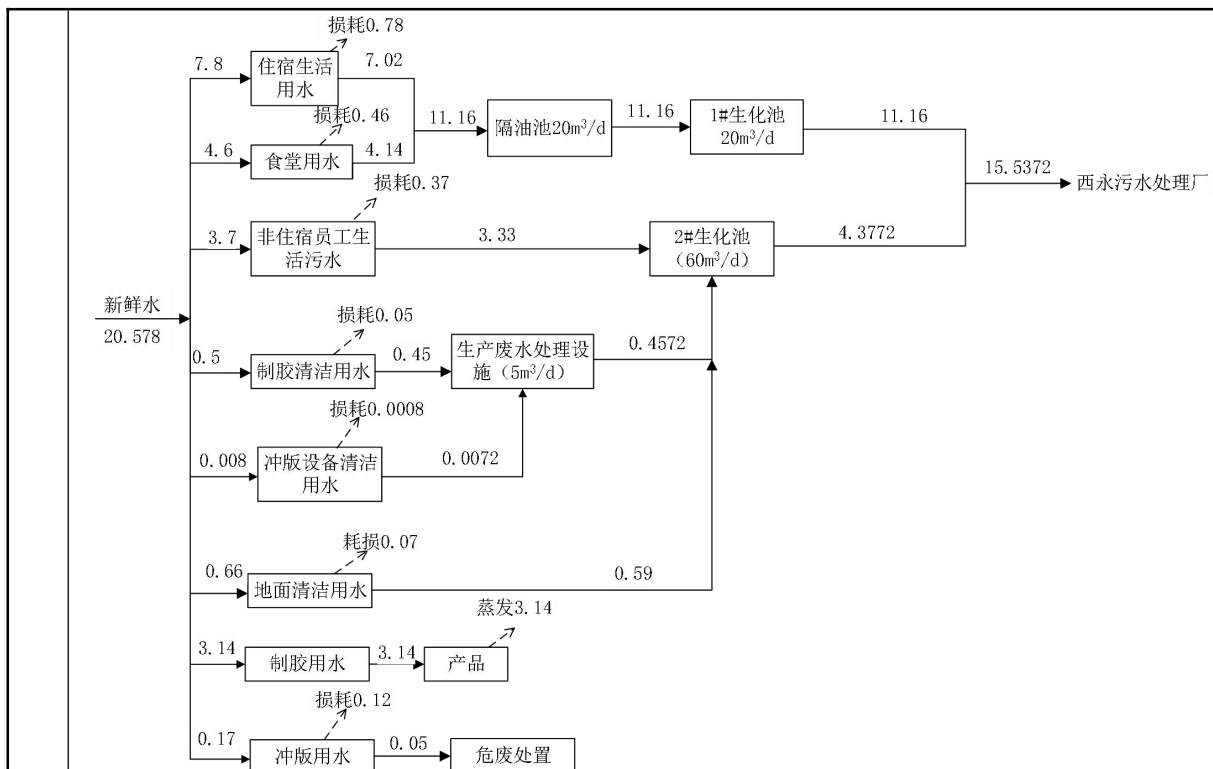 损耗0.78
7.8
住宿生活
用水
7.02
损耗0.46
4.6
食堂用水
4.14
11.16
隔油池20m³/d
11.16
1#生化池
20m³/d
11.16
15.5372
西永污水处理厂
损耗0.37
3.7
非住宿员工生
活污水
3.33
2#生化池
（60m³/d）
4.3772
新鲜水
20.578
损耗0.05
0.5
制胶清洁用水
0.45
生产废水处理设
施（5m³/d）
0.4572
损耗0.0008
0.008
冲版设备清洁
用水
0.0072
耗损0.07
0.66
地面清洁用水
0.59
蒸发3.14
3.14
制胶用水
3.14
产品
损耗0.12
0.17
冲版用水
0.05
危废处置